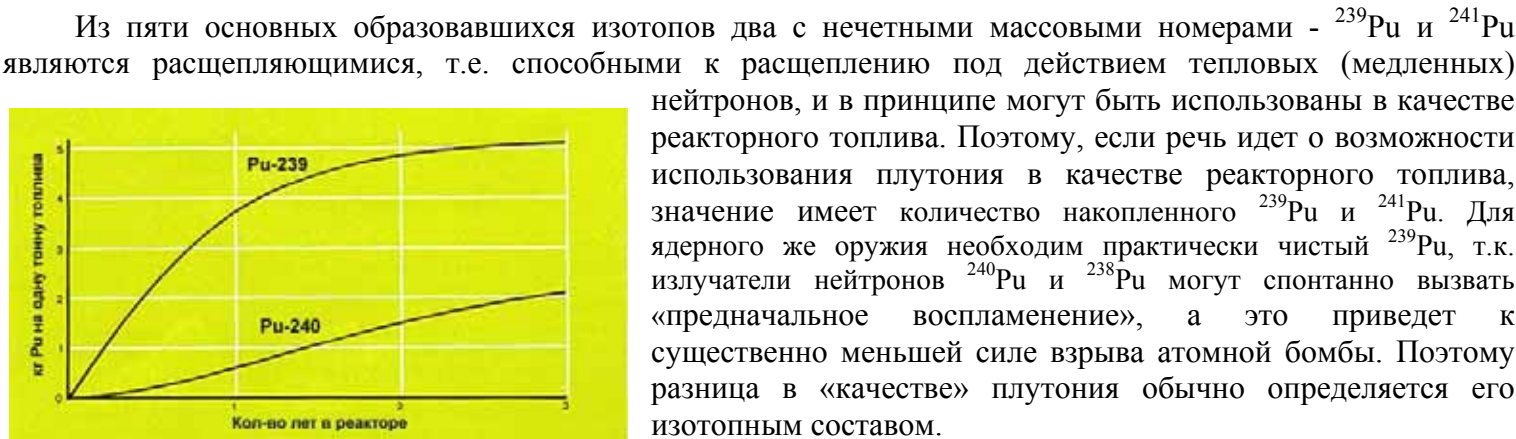 Из пяти основных образовавшихся изотопов два с нечетными массовыми номерами - ²³⁹Pu и ²⁴¹Pu
являются расщепляющимися, т.е. способными к расщеплению под действием тепловых (медленных)
нейтронов, и в принципе могут быть использованы в качестве
реакторного топлива. Поэтому, если речь идет о возможности
использования плутония в качестве реакторного топлива,
значение имеет количество накопленного ²³⁹Pu и ²⁴¹Pu. Для
ядерного же оружия необходим практически чистый ²³⁹Pu, т.к.
излучатели нейтронов ²⁴⁰Pu и ²³⁸Pu могут спонтанно вызвать
«предначальное воспламенение», а это приведет к
существенно меньшей силе взрыва атомной бомбы. Поэтому
разница в «качестве» плутония обычно определяется его
изотопным составом.
кг Pu на одну тонну топлива
5
4
3
2
1
0
Pu-239
Pu-240
1
2
3
Кол-во лет в реакторе